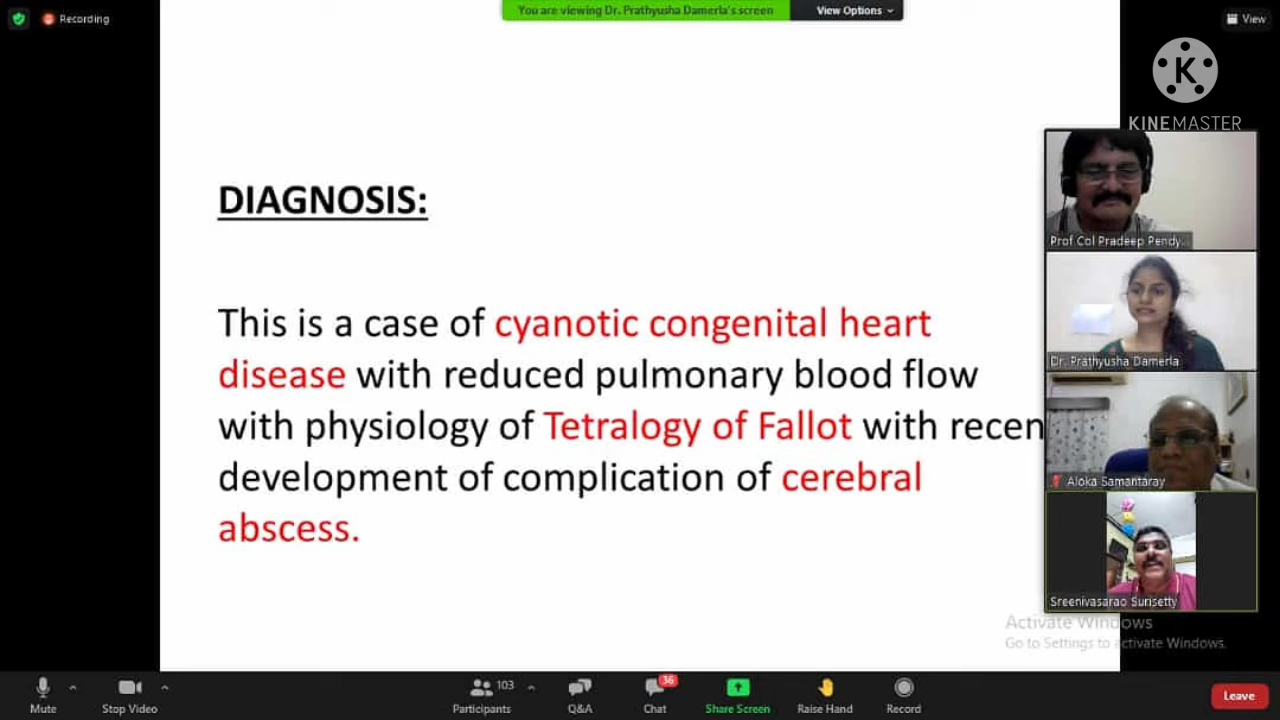 Recording
You are viewing Dr. Prathyusha Damerla's screen
View Options
View
K
KINEMASTER
DIAGNOSIS:
This is a case of cyanotic congenital heart
disease with reduced pulmonary blood flow
with physiology of Tetralogy of Fallot with recen
development of complication of cerebral
abscess.
Prof Col Pradeep Pendy...
Dr. Prathyusha Damerla
Aloka Samantaray
Sreenivasarao Surisetty
Activate Windows
Go to Settings to activate Windows.
Mute
Stop Video
103
Participants
Q&A
36
Chat
Share Screen
Raise Hand
Record
Leave